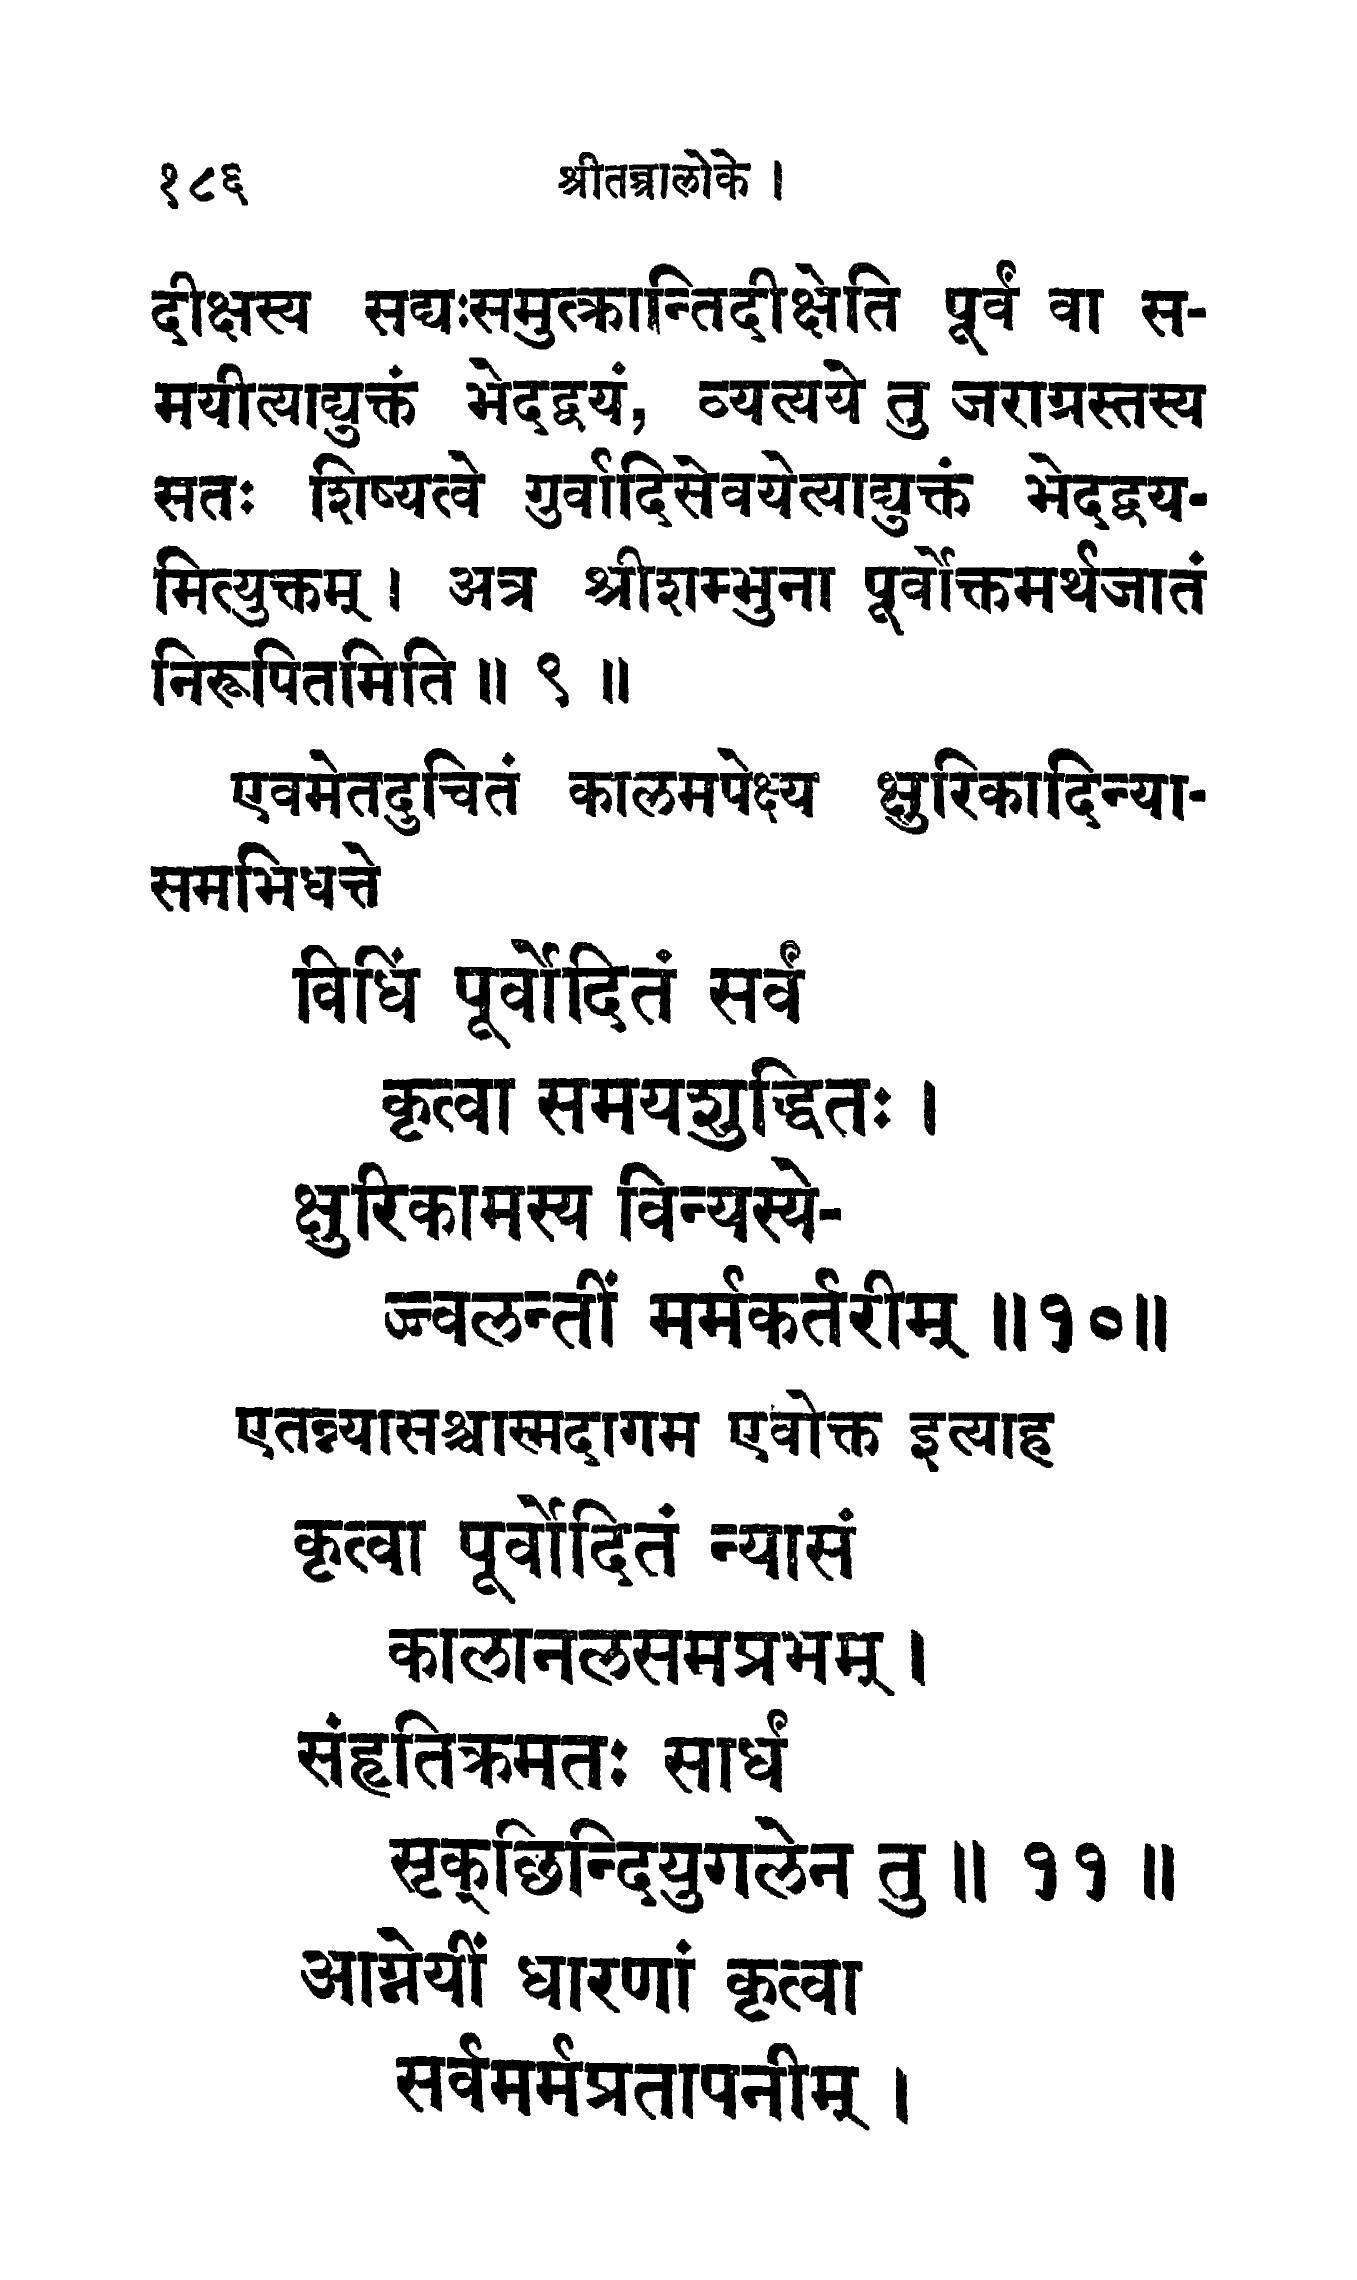 १८६ श्रीतन्त्रालोके ।
दीक्षस्य सद्यःसमुत्क्रान्तिदीक्षेति पूर्वं वा स-
मयीत्याद्युक्तं भेदद्वयं, व्यत्यये तु जराग्रस्तस्य
सतः शिष्यत्वे गुर्वादिसेवयेत्याद्युक्तं भेदद्वय-
मित्युक्तम् । अत्र श्रीशम्भुना पूर्वोक्तमर्थजातं
निरूपितमिति ॥ ९ ॥
एवमेतदुचितं कालमपेक्ष्य क्षुरिकादिन्या-
समभिधत्ते
विधिं पूर्वोदितं सर्वं
कृत्वा समयशुद्धितः ।
क्षुरिकामस्य विन्यस्ये-
ज्ज्वलन्तीं मर्मकर्तरीम् ॥१०॥
एतन्न्यासश्चास्मदागम एवोक्त इत्याह
कृत्वा पूर्वोदितं न्यासं
कालानलसमप्रभम् ।
संहृतिक्रमतः सार्धं
सृक्छिन्दियुगलेन तु ॥ ११ ॥
आग्नेयीं धारणां कृत्वा
सर्वमर्मप्रतापनीम् ।